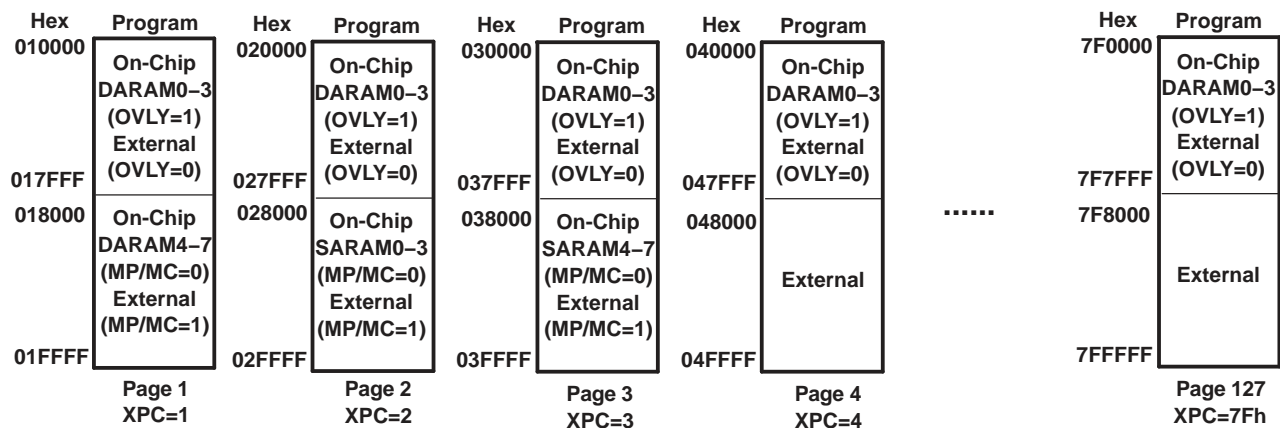 Hex Program
010000
On-Chip
DARAM0–3
(OVLY=1)
External
(OVLY=0)
017FFF
018000
On-Chip
DARAM4–7
(MP/MC=0)
External
(MP/MC=1)
01FFFF
Page 1
XPC=1
Hex Program
020000
On-Chip
DARAM0–3
(OVLY=1)
External
(OVLY=0)
027FFF
028000
On-Chip
SARAM0–3
(MP/MC=0)
External
(MP/MC=1)
02FFFF
Page 2
XPC=2
Hex Program
030000
On-Chip
DARAM0–3
(OVLY=1)
External
(OVLY=0)
037FFF
038000
On-Chip
SARAM4–7
(MP/MC=0)
External
(MP/MC=1)
03FFFF
Page 3
XPC=3
Hex Program
040000
On-Chip
DARAM0–3
(OVLY=1)
External
(OVLY=0)
047FFF
048000
External
04FFFF
Page 4
XPC=4
......
Hex Program
7F0000
On-Chip
DARAM0–3
(OVLY=1)
External
(OVLY=0)
7F7FFF
7F8000
External
7FFFFF
Page 127
XPC=7Fh